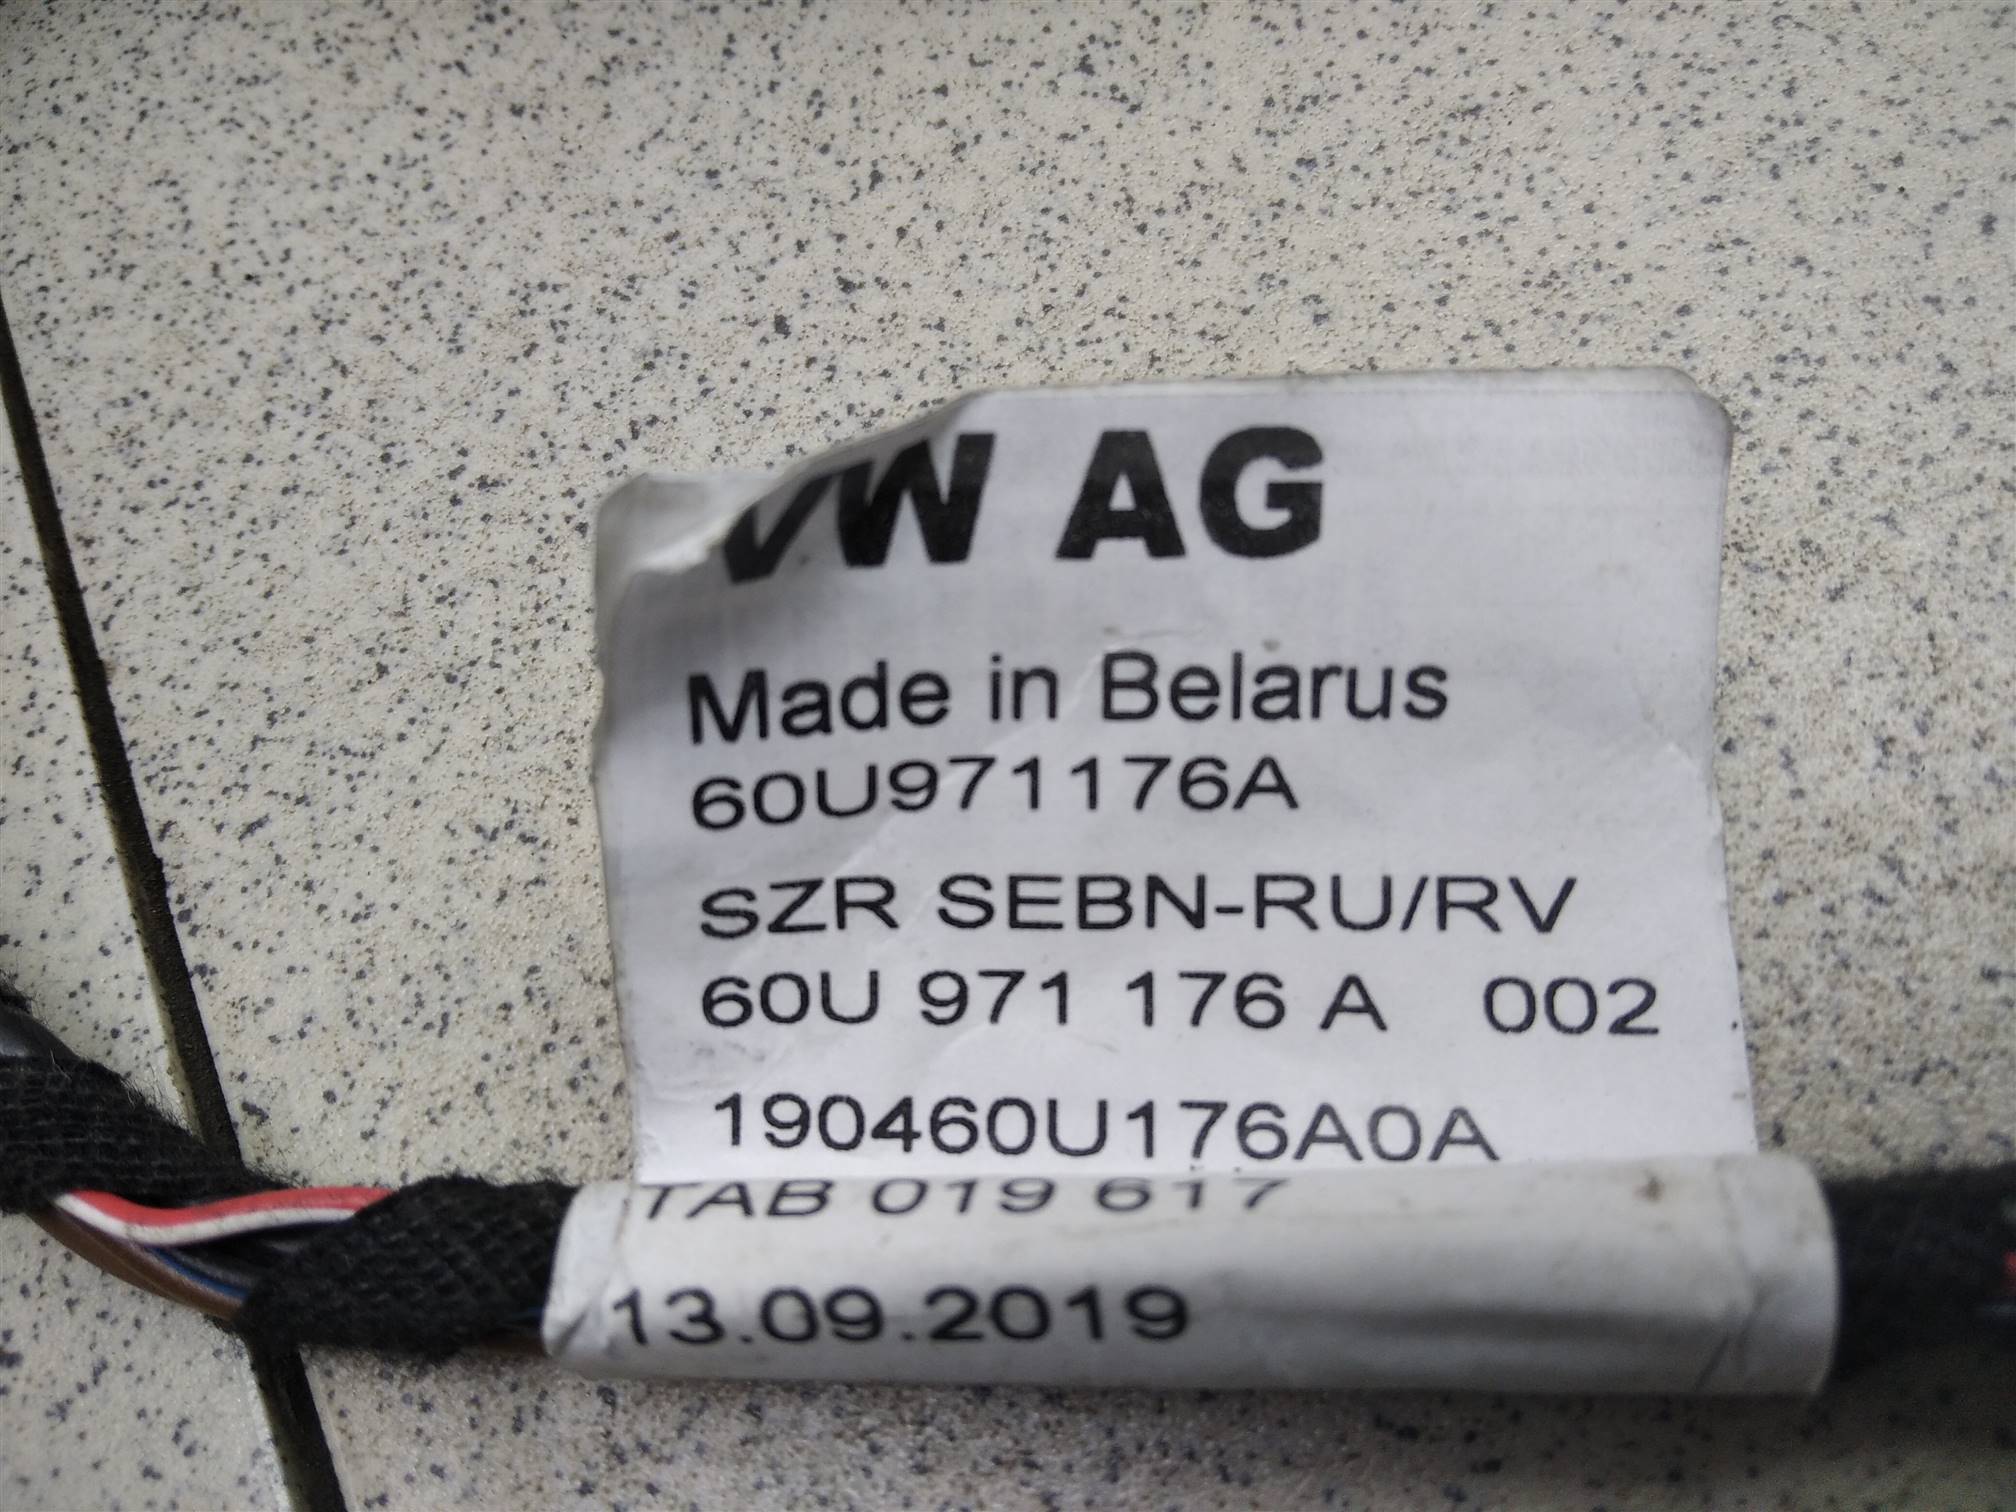 VW AG
Made in Belarus
60U971176A
SZR SEBN-RU/RV
60U 971 176 A 002
190460U176A0A
TAB 019 617
13.09.2019